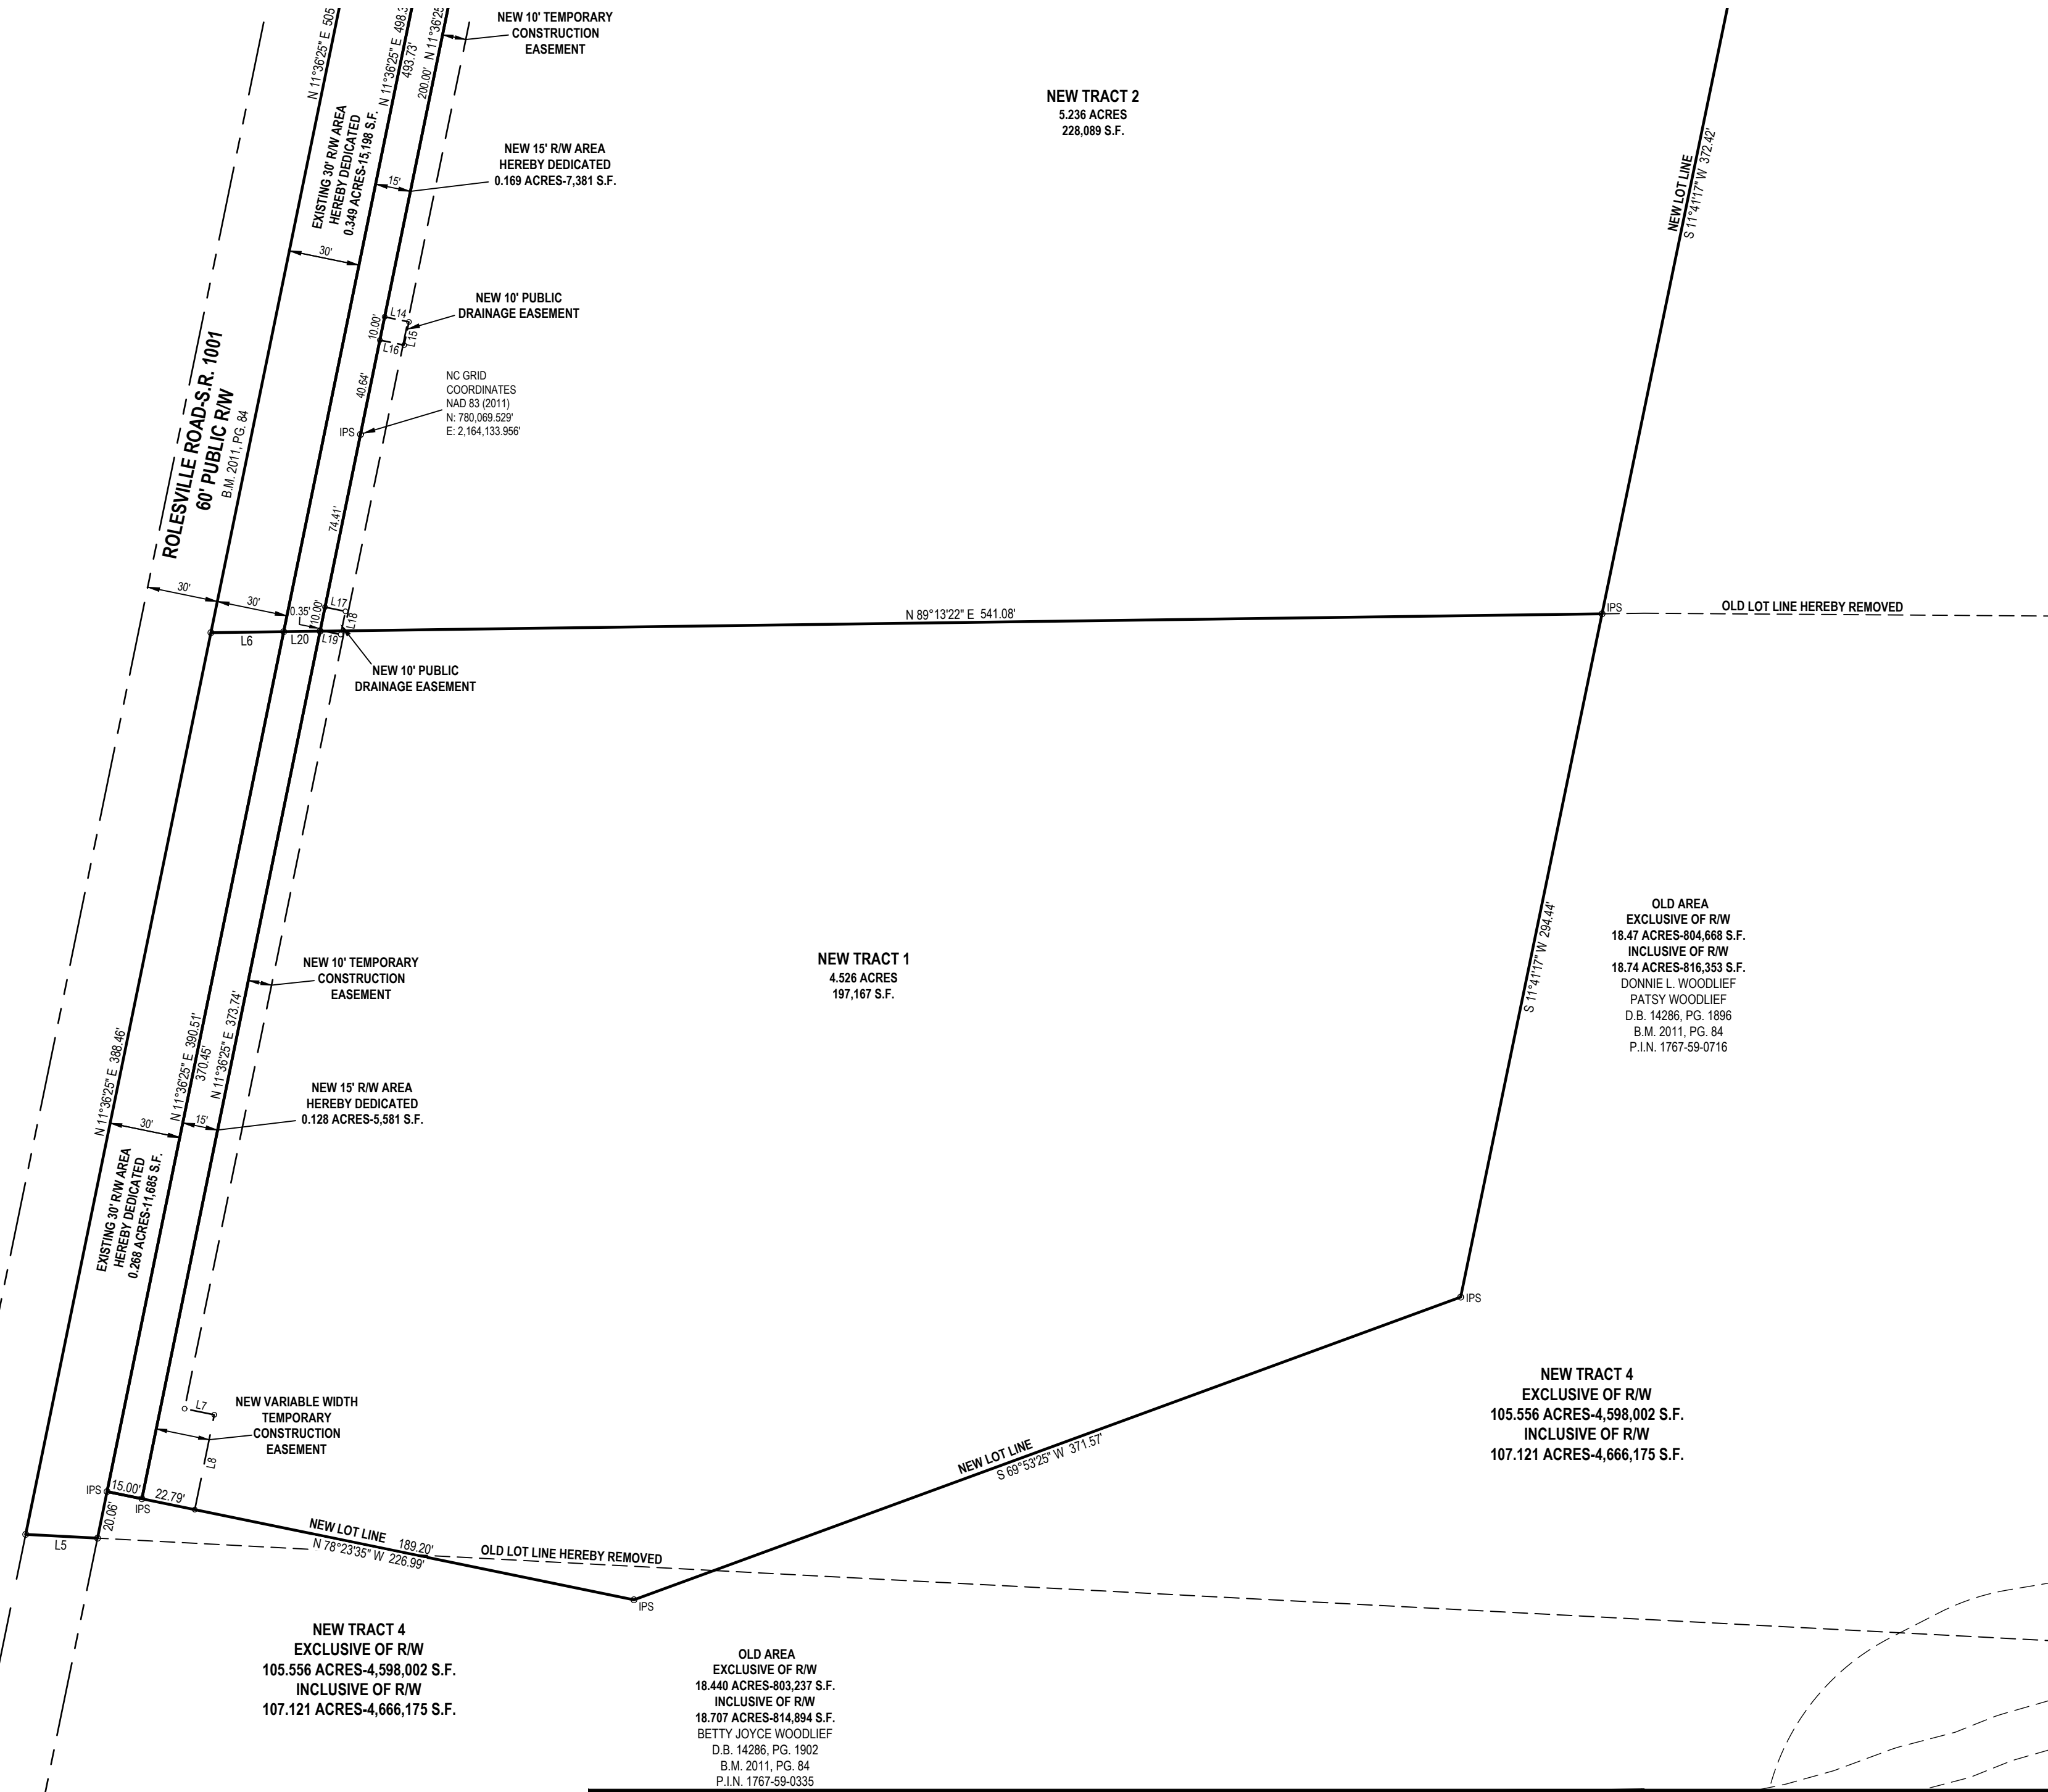 NEW 10' TEMPORARY
CONSTRUCTION
EASEMENT
N 11°36'25" E 505
N 11°36'25" E 498.
493.73'
200.00' N 11°36'25
EXISTING 30' R/W AREA
HEREBY DEDICATED
0.349 ACRES-15,198 S.F.
NEW TRACT 2
5.236 ACRES
228,089 S.F.
NEW LOT LINE
S 11°41'17" W 372.42'
NEW 15' R/W AREA
HEREBY DEDICATED
0.169 ACRES-7,381 S.F.
15'
30'
NEW 10' PUBLIC
DRAINAGE EASEMENT
L14
10.00'
L15
L16
NC GRID
COORDINATES
NAD 83 (2011)
N: 780,069.529'
E: 2,164,133.956'
40.64'
IPS
ROLESVILLE ROAD-S.R. 1001
60' PUBLIC R/W
B.M. 2011, PG. 84
74.41'
30'
30'
0.35'
10.00'
L17
L18
L6
L20
L19
N 89°13'22" E 541.08'
IPS
OLD LOT LINE HEREBY REMOVED
NEW 10' PUBLIC
DRAINAGE EASEMENT
OLD AREA
EXCLUSIVE OF R/W
18.47 ACRES-804,668 S.F.
INCLUSIVE OF R/W
18.74 ACRES-816,353 S.F.
DONNIE L. WOODLIEF
PATSY WOODLIEF
D.B. 14286, PG. 1896
B.M. 2011, PG. 84
P.I.N. 1767-59-0716
S 11°41'17" W 294.44'
NEW TRACT 1
4.526 ACRES
197,167 S.F.
NEW 10' TEMPORARY
CONSTRUCTION
EASEMENT
N 11°36'25" E 388.46'
N 11°36'25" E 390.51'
370.45'
N 11°36'25" E 373.74'
NEW 15' R/W AREA
HEREBY DEDICATED
0.128 ACRES-5,581 S.F.
30'
15'
EXISTING 30' R/W AREA
HEREBY DEDICATED
0.268 ACRES-11,685 S.F.
IPS
NEW TRACT 4
EXCLUSIVE OF R/W
105.556 ACRES-4,598,002 S.F.
INCLUSIVE OF R/W
107.121 ACRES-4,666,175 S.F.
L7
NEW VARIABLE WIDTH
TEMPORARY
CONSTRUCTION
EASEMENT
L8
NEW LOT LINE
S 69°53'25" W 371.57'
IPS
15.00'
IPS
22.79'
20.06'
L5
NEW LOT LINE 189.20'
N 78°23'35" W 226.99'
OLD LOT LINE HEREBY REMOVED
IPS
NEW TRACT 4
EXCLUSIVE OF R/W
105.556 ACRES-4,598,002 S.F.
INCLUSIVE OF R/W
107.121 ACRES-4,666,175 S.F.
OLD AREA
EXCLUSIVE OF R/W
18.440 ACRES-803,237 S.F.
INCLUSIVE OF R/W
18.707 ACRES-814,894 S.F.
BETTY JOYCE WOODLIEF
D.B. 14286, PG. 1902
B.M. 2011, PG. 84
P.I.N. 1767-59-0335